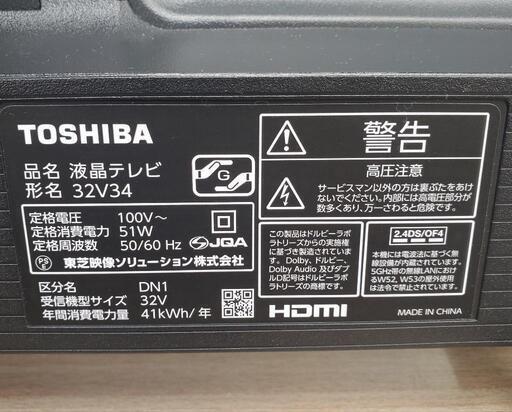 TOSHIBA
品名 液晶テレビ
形名 32V34
定格電圧 100V~
定格消費電力 51W
定格周波数 50/60 Hz
JQA
PS
E
東芝映像ソリューション株式会社
区分名 DN1
受信機型サイズ 32V
年間消費電力量 41kWh/年
G
警告
高圧注意
サービスマン以外の方は裏ぶたをあけ
ないでください。内部には高電圧部分が
数多くあり、万一さわると危険です。
この製品は、ドルビーラボ
ラトリーズからの実施権
に基づき製造されていま
す。Dolby、ドルビー、
Dolby Audio 及びダブ
ルD記号はドルビーラボ
ラトリーズの商標です。
2.4DS/OF4
本機には電波法に基づく無
線設備が内蔵されています。
5GHz帯の無線LANにおけ
るW52、W53の屋外使用
は法令で禁止されています。
HDMI
MADE IN CHINA